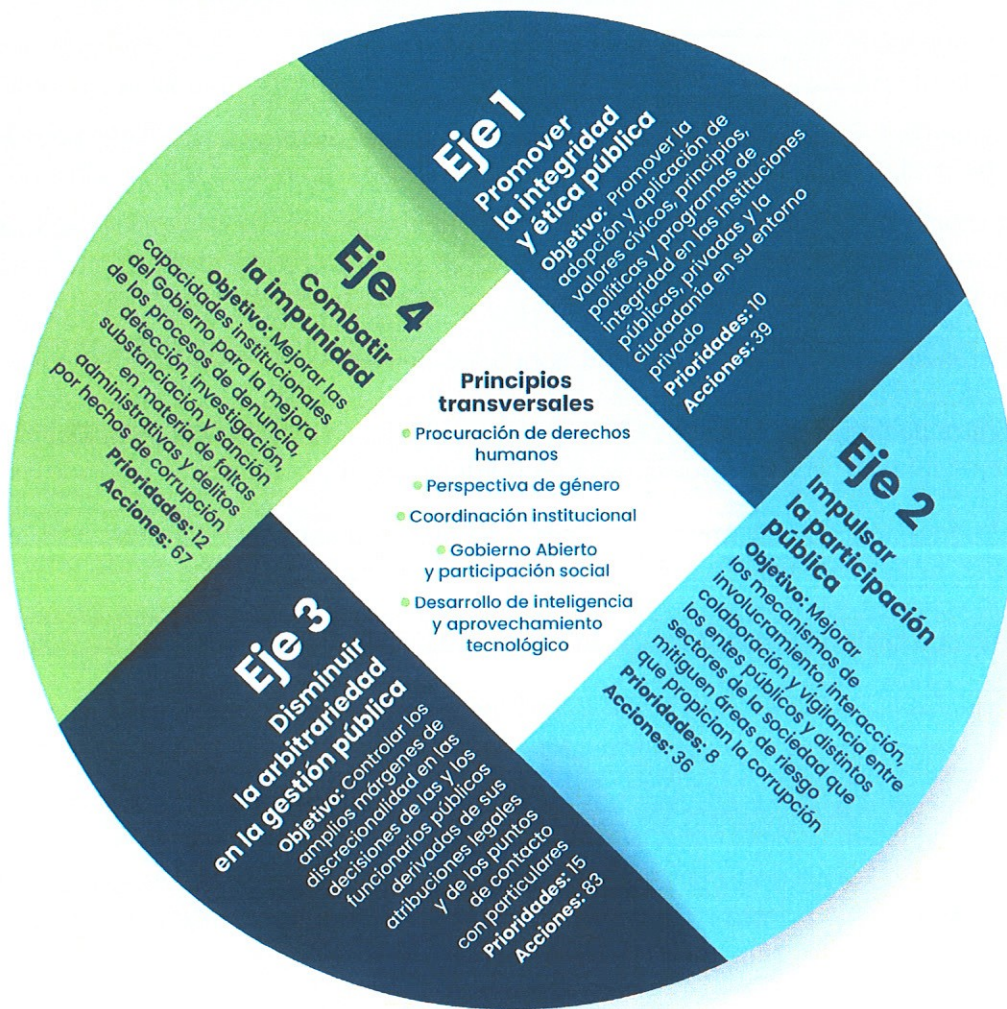 Eje 1
Promover
la integridad
y ética pública
Objetivo: Promover la
adopción y aplicación de
valores cívicos, principios,
políticas y programas de
integridad en las instituciones
públicas, privadas y la
ciudadanía en su entorno
privado
Prioridades: 10
Acciones: 39
Eje 2
Impulsar
la participación
pública
Objetivo: Mejorar
los mecanismos de
involucramiento, interacción,
colaboración y vigilancia entre
los entes públicos y distintos
sectores de la sociedad que
mitiguen áreas de riesgo
que propician la corrupción
Prioridades: 8
Acciones: 36
Eje 3
Disminuir
la arbitrariedad
en la gestión pública
Objetivo: Controlar los
amplios márgenes de
discrecionalidad en las
decisiones de las y los
funcionarios públicos
derivadas de sus
atribuciones legales
y de los puntos
de contacto
con particulares
Prioridades: 15
Acciones: 83
Eje 4
Combatir
la impunidad
Objetivo: Mejorar las
capacidades institucionales
del Gobierno para la mejora
de los procesos de denuncia,
detección, investigación,
substanciación y sanción
en materia de faltas
administrativas y delitos
por hechos de corrupción
Prioridades: 12
Acciones: 67
Principios
transversales
• Procuración de derechos
humanos
• Perspectiva de género
• Coordinación institucional
• Gobierno Abierto
y participación social
• Desarrollo de inteligencia
y aprovechamiento
tecnológico